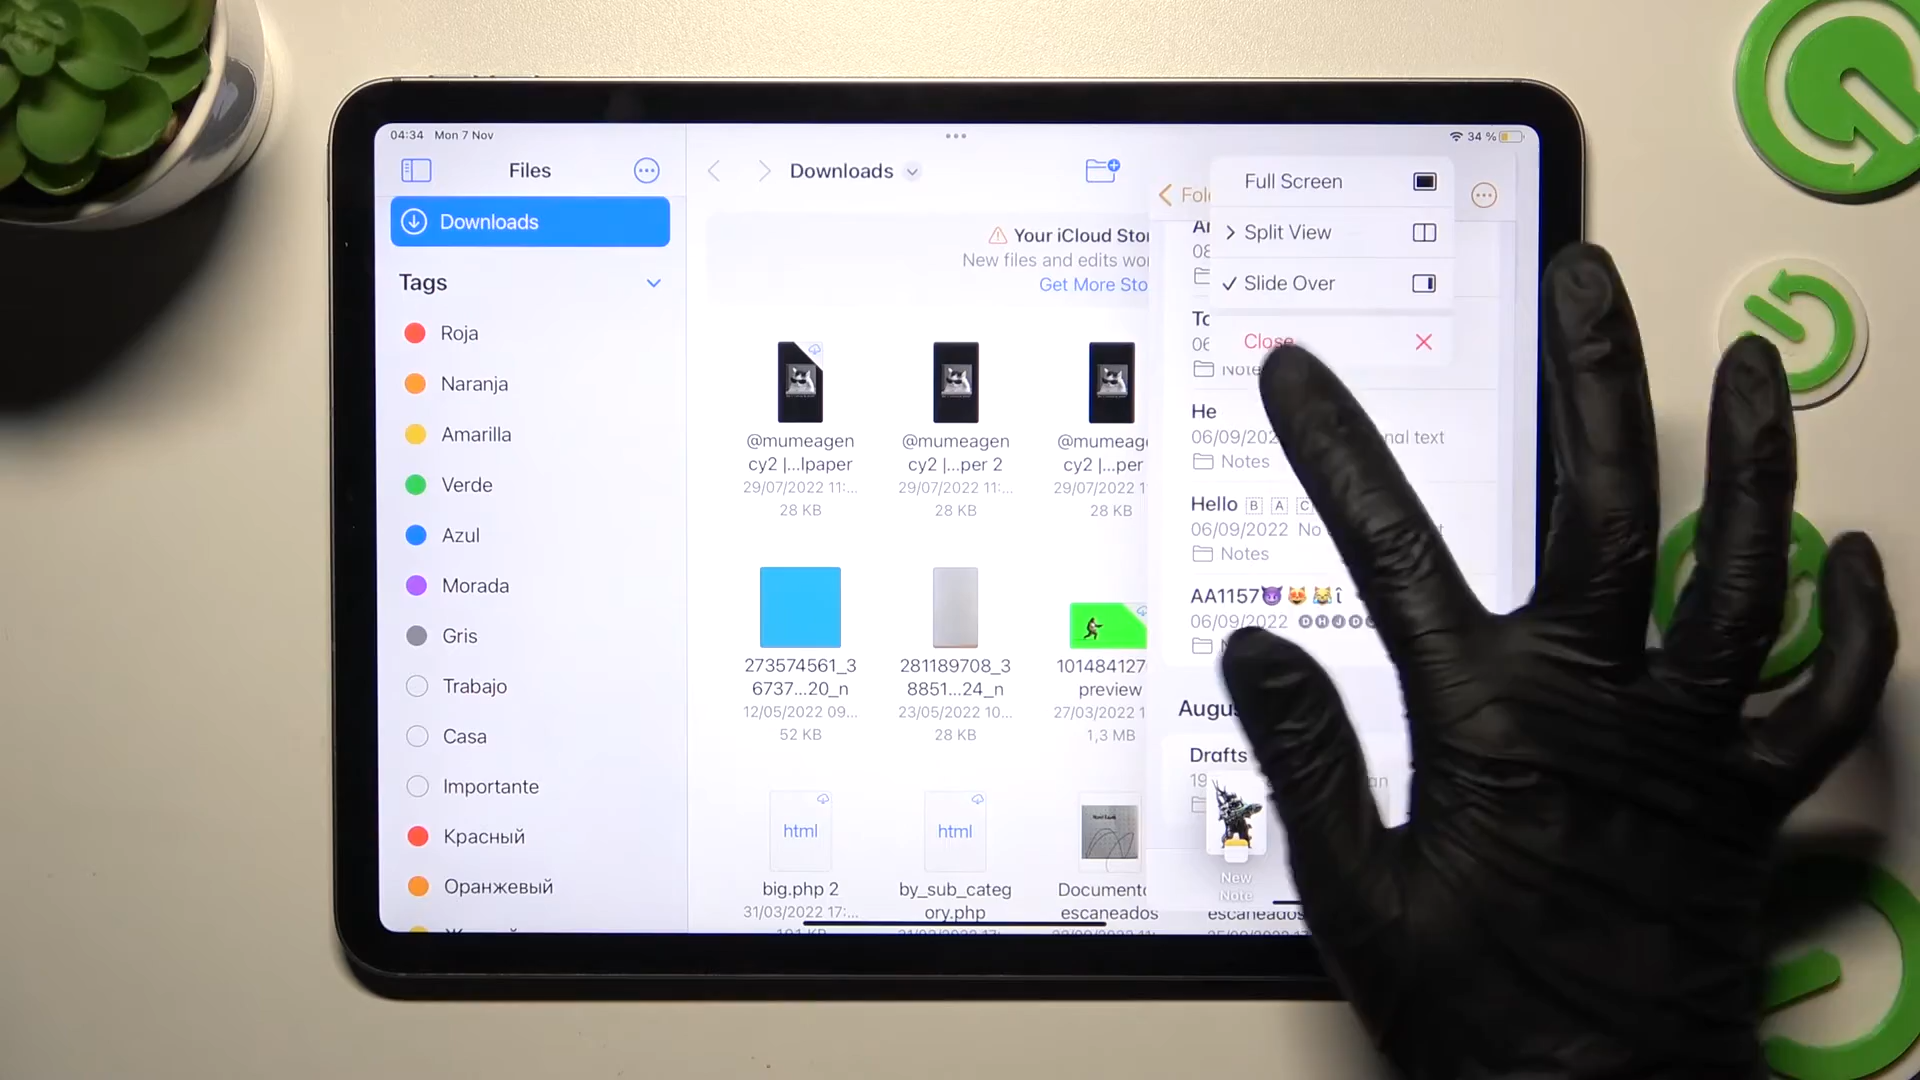 04:34 Mon 7 Nov
34 %
Files
Downloads
Tags
Roja
Naranja
Amarilla
Verde
Azul
Morada
Gris
Trabajo
Casa
Importante
Красный
Оранжевый
Downloads
Your iCloud Stor
New files and edits wo
Get More Sto
@mumeagen
cy2 |...lpaper
29/07/2022 11:...
28 KB
@mumeagen
cy2 |...per 2
29/07/2022 11:...
28 KB
@mumeag
cy2 |...per
29/07/2022 1
28 KB
273574561_3
6737...20_n
12/05/2022 09...
52 KB
281189708_3
8851...24_n
23/05/2022 10...
28 KB
101484127
preview
27/03/2022 1
1,3 MB
html
big.php 2
31/03/2022 17:...
html
by_sub_categ
ory.php
Documento
escaneados
escaneados
Full Screen
Split View
Slide Over
Close
Notes
He
06/09/202
nal text
Notes
Hello B A C
06/09/2022 No
Notes
AA1157😈😻😹
06/09/2022
Augus
Drafts
New
Note